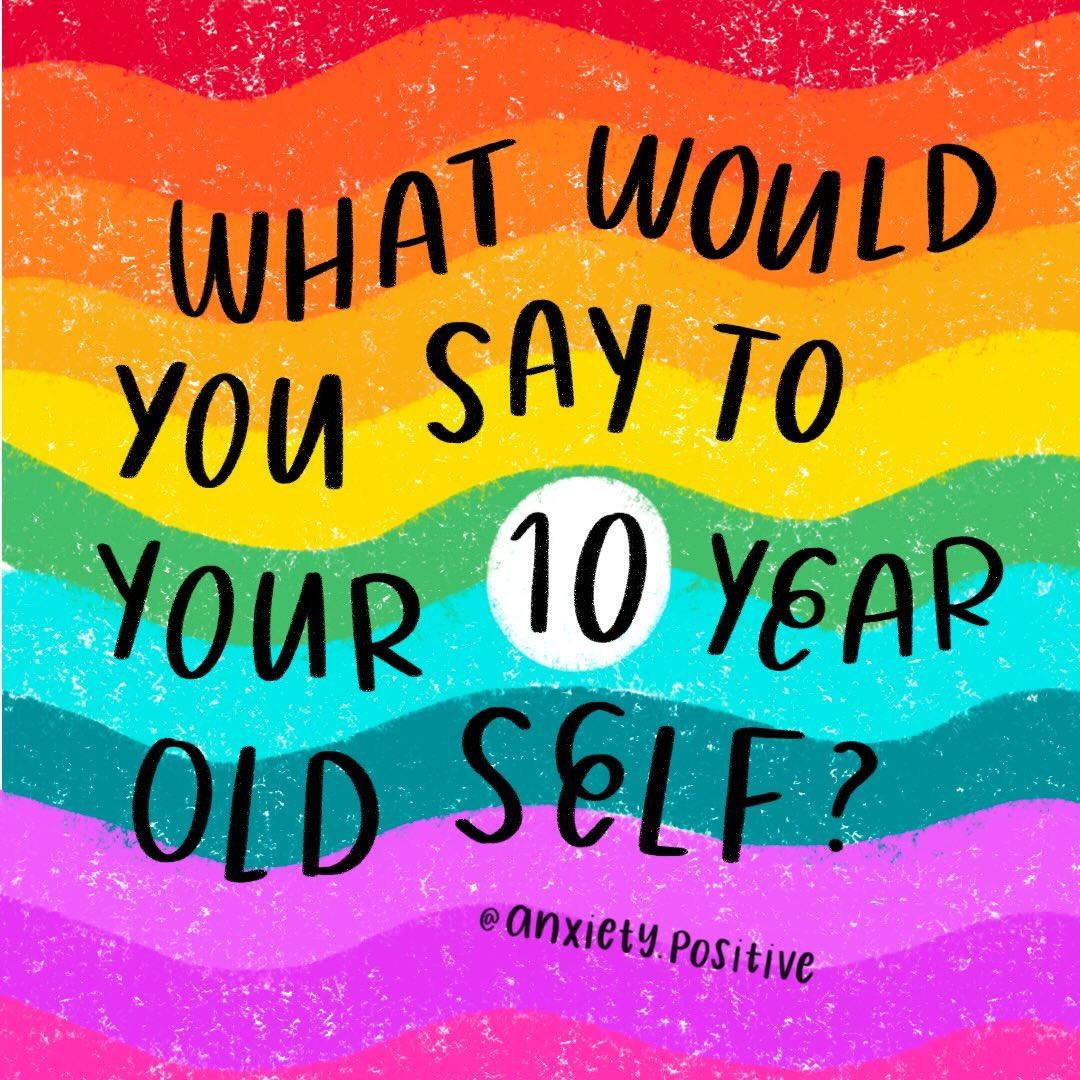 WHAT WOULD
YOU SAY TO
YOUR 10 YEAR
OLD SELF?
@anxiety.positive